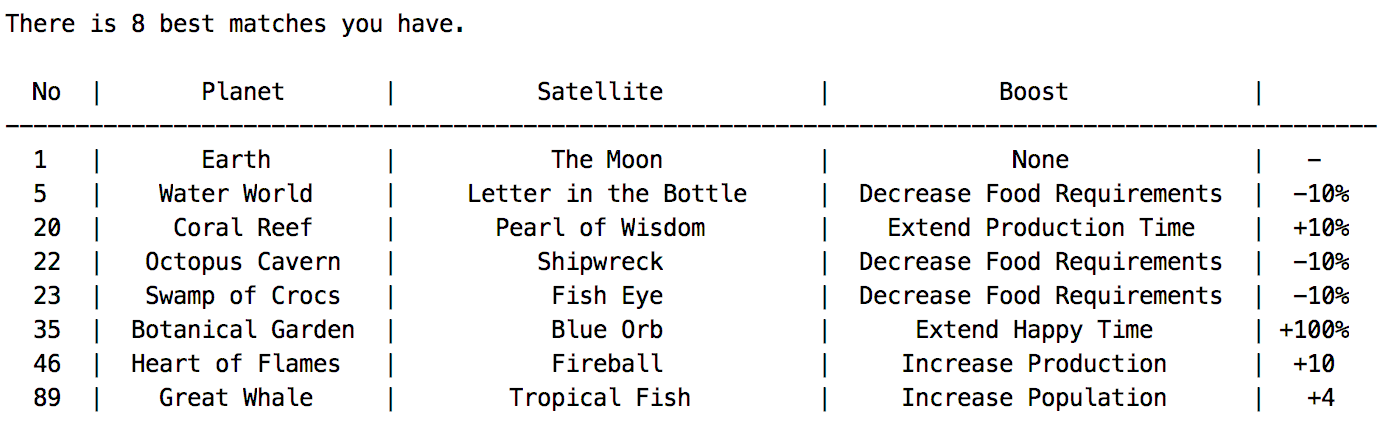 There is 8 best matches you have.
No | Planet | Satellite | Boost |
1 | Earth | The Moon | None | -
5 | Water World | Letter in the Bottle | Decrease Food Requirements | -10%
20 | Coral Reef | Pearl of Wisdom | Extend Production Time | +10%
22 | Octopus Cavern | Shipwreck | Decrease Food Requirements | -10%
23 | Swamp of Crocs | Fish Eye | Decrease Food Requirements | -10%
35 | Botanical Garden | Blue Orb | Extend Happy Time | +100%
46 | Heart of Flames | Fireball | Increase Production | +10
89 | Great Whale | Tropical Fish | Increase Population | +4